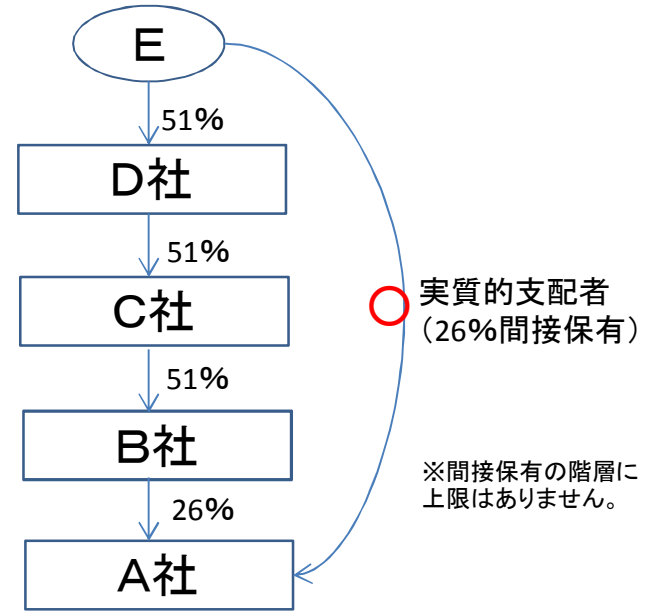 E
51%
D社
51%
C社
51%
B社
26%
A社
実質的支配者
（26%間接保有）
※間接保有の階層に
上限はありません。